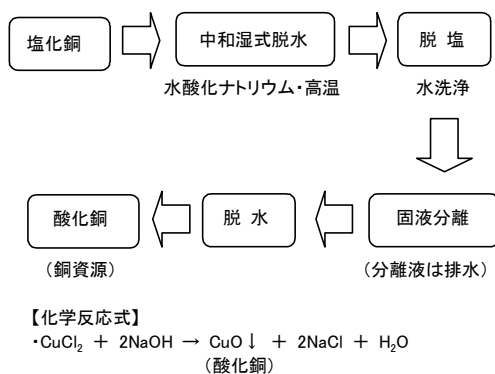 塩化銅
中和湿式脱水
脱 塩
水酸化ナトリウム・高温
水洗浄
酸化銅
脱 水
固液分離
(銅資源)
(分離液は排水)
【化学反応式】
・CuCl₂ + 2NaOH → CuO↓ + 2NaCl + H₂O
(酸化銅)